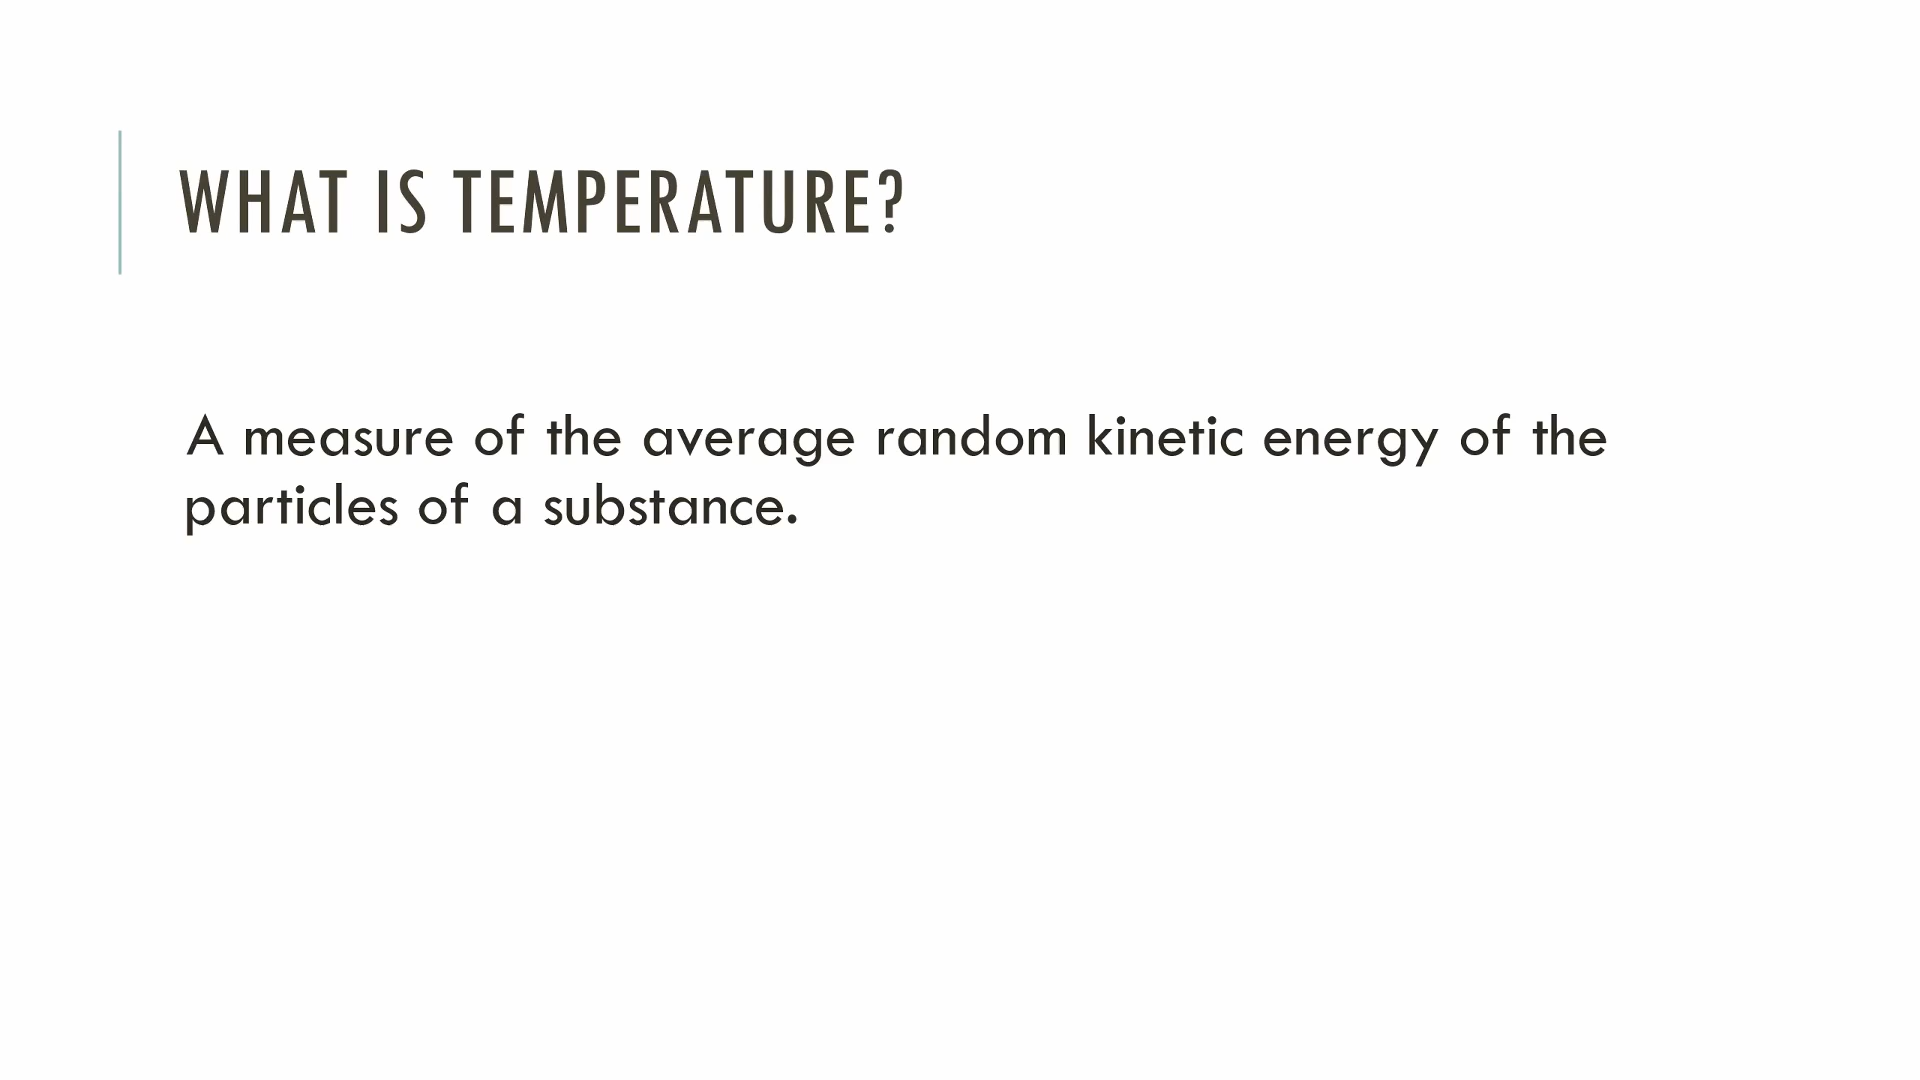 WHAT IS TEMPERATURE?
A measure of the average random kinetic energy of the
particles of a substance.